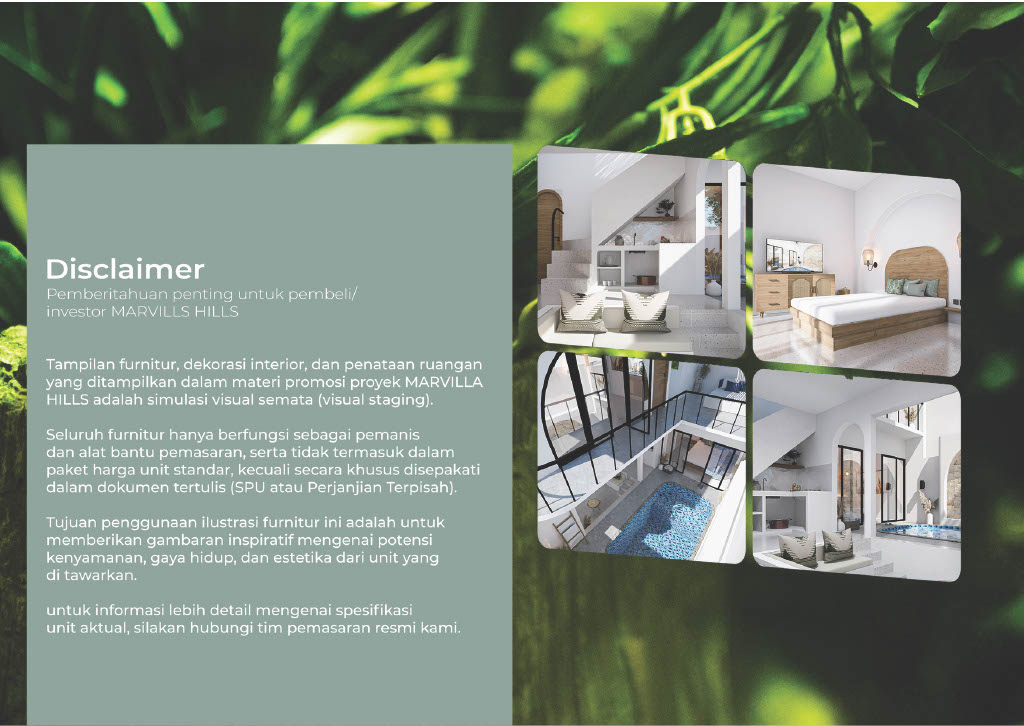 Disclaimer
Pemberitahuan penting untuk pembeli/
investor MARVILLS HILLS
Tampilan furnitur, dekorasi interior, dan penataan ruangan
yang ditampilkan dalam materi promosi proyek MARVILLA
HILLS adalah simulasi visual semata (visual staging).
Seluruh furnitur hanya berfungsi sebagai pemanis
dan alat bantu pemasaran, serta tidak termasuk dalam
paket harga unit standar, kecuali secara khusus disepakati
dalam dokumen tertulis (SPU atau Perjanjian Terpisah).
Tujuan penggunaan ilustrasi furnitur ini adalah untuk
memberikan gambaran inspiratif mengenai potensi
kenyamanan, gaya hidup, dan estetika dari unit yang
di tawarkan.
untuk informasi lebih detail mengenai spesifikasi
unit aktual, silakan hubungi tim pemasaran resmi kami.